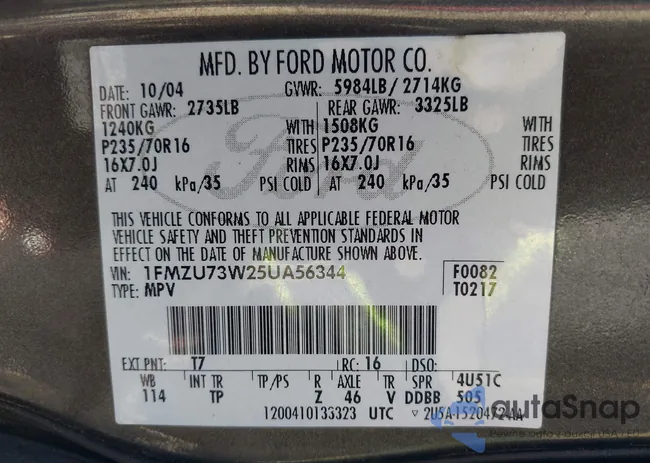 MFD. BY FORD MOTOR CO.
DATE: 10/04 GVWR: 5984LB/ 2714KG
FRONT GAWR: 2735LB REAR GAWR: 3325LB
1240KG WITH 1508KG WITH
P235/70R16 TIRES P235/70R16 TIRES
16X7.0J RIMS 16X7.0J RIMS
AT 240 kPa/35 PSI COLD AT 240 kPa/35 PSI COLD
Ford
THIS VEHICLE CONFORMS TO ALL APPLICABLE FEDERAL MOTOR
VEHICLE SAFETY AND THEFT PREVENTION STANDARDS IN
EFFECT ON THE DATE OF MANUFACTURE SHOWN ABOVE.
VIN: 1FMZU73W25UA56344 F0082
TYPE: MPV T0217
EXT PNT: T7 RC: 16 DSO:
WB INT TR TP/PS R AXLE TR SPR 4U51C
114 TP Z 46 V DDBB 505
1200410133323 UTC
autoSnap